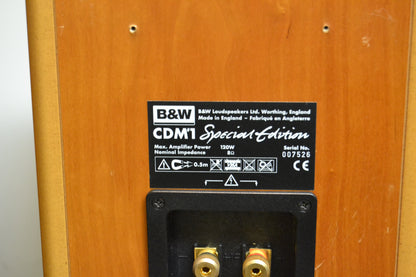 B&W
B&W Loudspeakers Ltd. Worthing, England
Made in England - Fabriqué en Angleterre
CDM1 Special Edition
Max. Amplifier Power 120W
Nominal Impedance 8Ω
Serial No.
007526
0.5m
CE